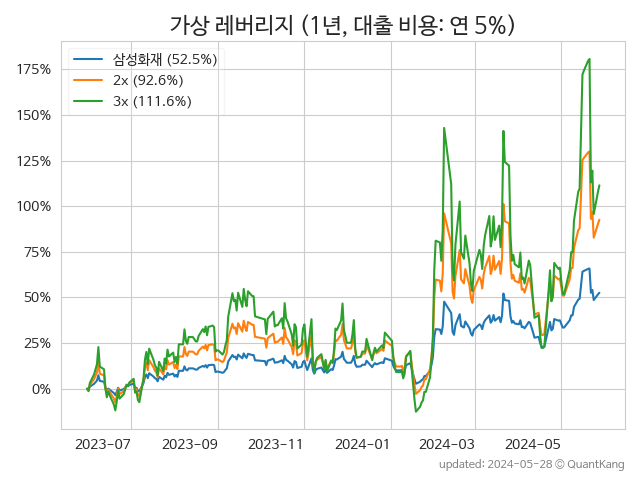 가상 레버리지 (1년, 대출 비용: 연 5%)
삼성화재 (52.5%)
2x (92.6%)
3x (111.6%)
175%
150%
125%
100%
75%
50%
25%
0%
2023-07
2023-09
2023-11
2024-01
2024-03
2024-05
updated: 2024-05-28 © QuantKang